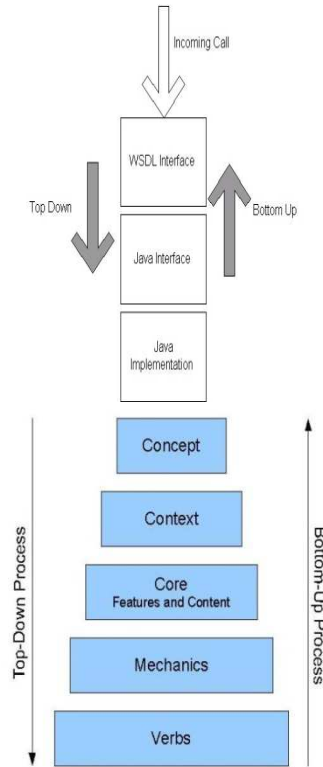 Incoming Call
WSDL Interface
Top Down
Bottom Up
Java Interface
Java
Implementation
Concept
Context
Core
Features and Content
Mechanics
Verbs
Top-Down Process
Bottom-Up Process